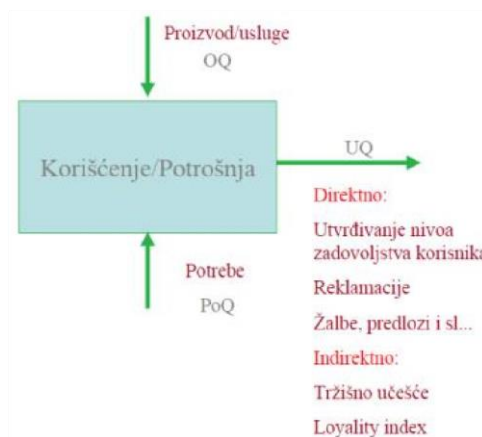 Proizvod/usluge
OQ
Korišćenje/Potrošnja
UQ
Direktno:
Utvrđivanje nivoa
zadovoljstva korisnika
Reklamacije
Žalbe, predlozi i sl...
Indirektno:
Tržišno učešće
Loyality index
Potrebe
PoQ